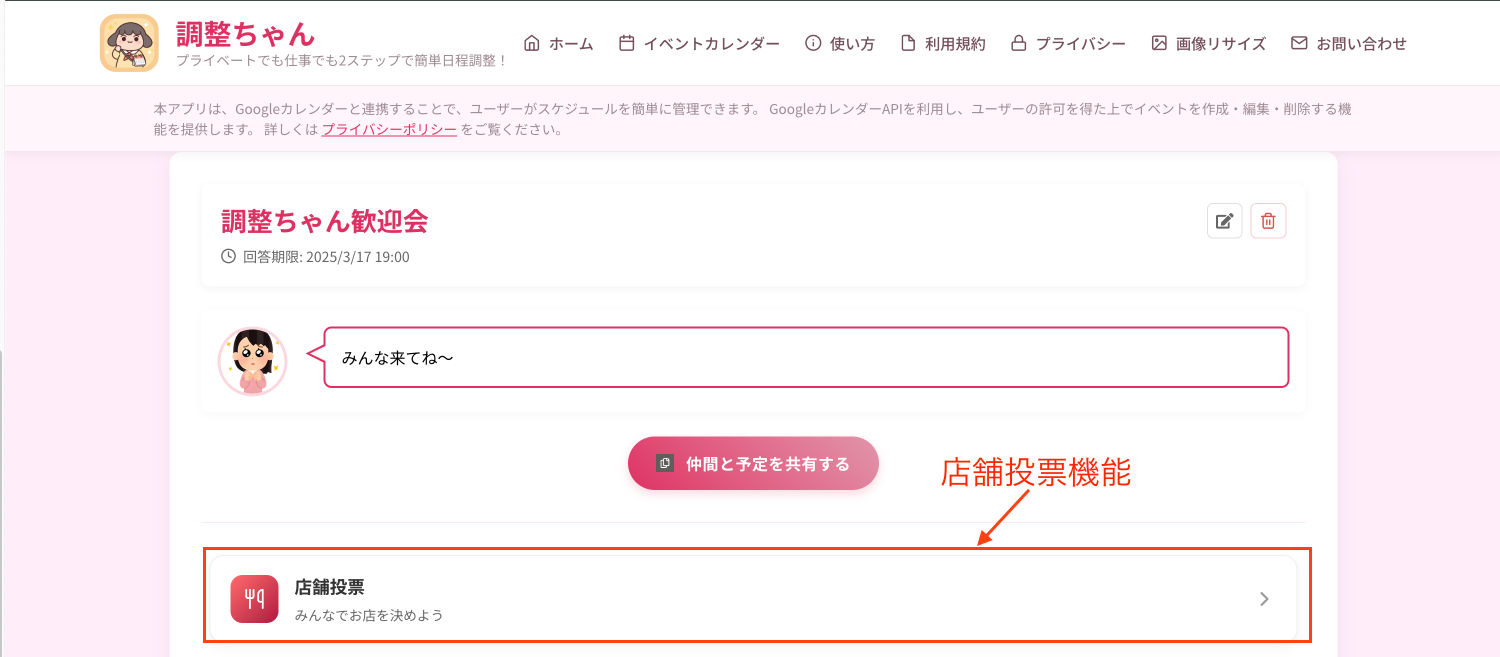 調整ちゃん
プライベートでも仕事でも2ステップで簡単日程調整！
ホーム
イベントカレンダー
使い方
利用規約
プライバシー
画像リサイズ
お問い合わせ
本アプリは、Googleカレンダーと連携することで、ユーザーがスケジュールを簡単に管理できます。 GoogleカレンダーAPIを利用し、ユーザーの許可を得た上でイベントを作成・編集・削除する機
能を提供します。 詳しくは プライバシーポリシー をご覧ください。
調整ちゃん歓迎会
回答期限: 2025/3/17 19:00
みんな来てね〜
仲間と予定を共有する
店舗投票機能
店舗投票
みんなでお店を決めよう